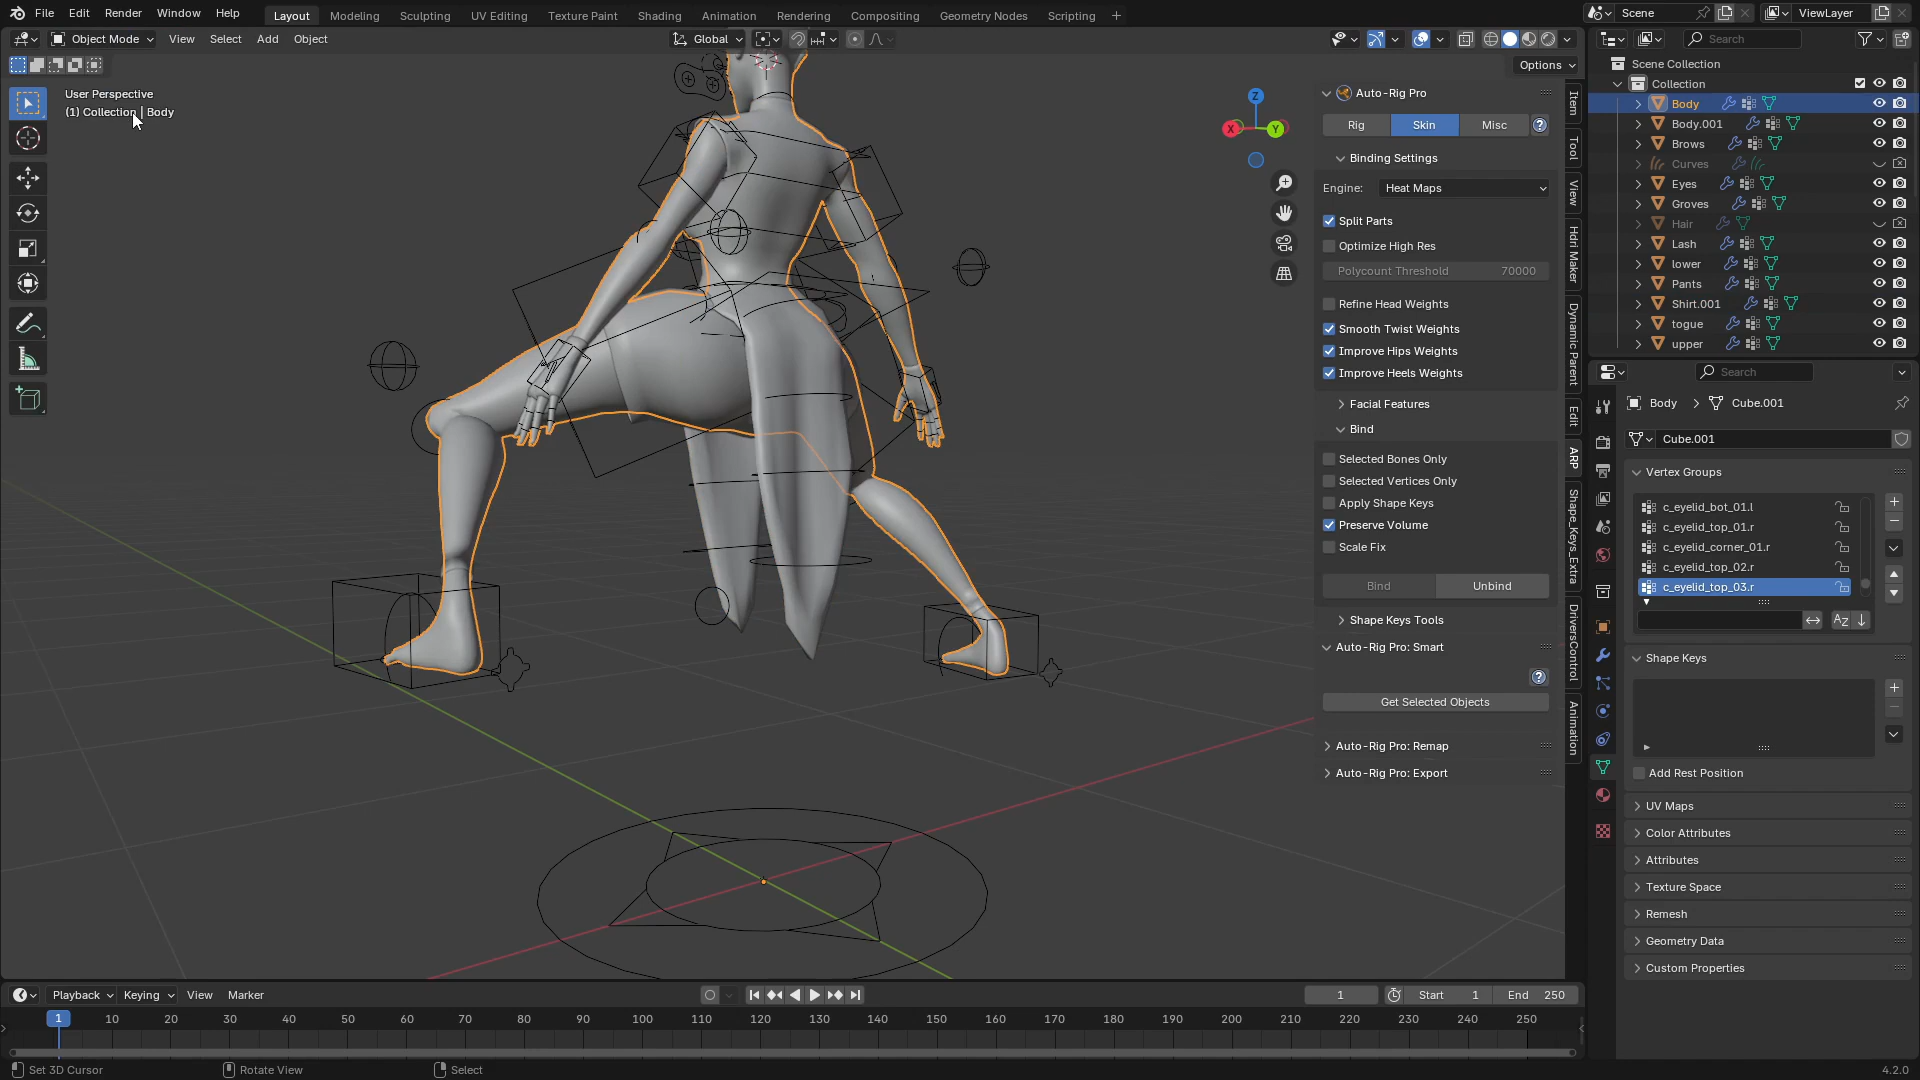 File Edit Render Window Help Layout Modeling Sculpting UV Editing Texture Paint Shading Animation Rendering Compositing Geometry Nodes Scripting + Scene ViewLayer
Object Mode View Select Add Object Global Search
Options
User Perspective
(1) Collection | Body
Z
X
Y
Auto-Rig Pro
Rig Skin Misc ?
Binding Settings
Engine: Heat Maps
Split Parts
Optimize High Res
Polycount Threshold 70000
Refine Head Weights
Smooth Twist Weights
Improve Hips Weights
Improve Heels Weights
Facial Features
Bind
Selected Bones Only
Selected Vertices Only
Apply Shape Keys
Preserve Volume
Scale Fix
Bind Unbind
Shape Keys Tools
Auto-Rig Pro: Smart
?
Get Selected Objects
Auto-Rig Pro: Remap
Auto-Rig Pro: Export
Item
Tool
View
Hdri Maker
Dynamic Parent
Edit
ARP
Shape_Keys_Extra
DriversControl
Animation
Scene Collection
Collection
Body
Body.001
Brows
Curves
Eyes
Groves
Hair
Lash
lower
Pants
Shirt.001
togue
upper
Search
Body Cube.001
Cube.001
Vertex Groups
c_eyelid_bot_01.l
c_eyelid_top_01.r
c_eyelid_corner_01.r
c_eyelid_top_02.r
c_eyelid_top_03.r
AZ
Shape Keys
Add Rest Position
UV Maps
Color Attributes
Attributes
Texture Space
Remesh
Geometry Data
Custom Properties
Playback Keying View Marker 1 Start 1 End 250
1 10 20 30 40 50 60 70 80 90 100 110 120 130 140 150 160 170 180 190 200 210 220 230 240 250
Set 3D Cursor Rotate View Select 4.2.0